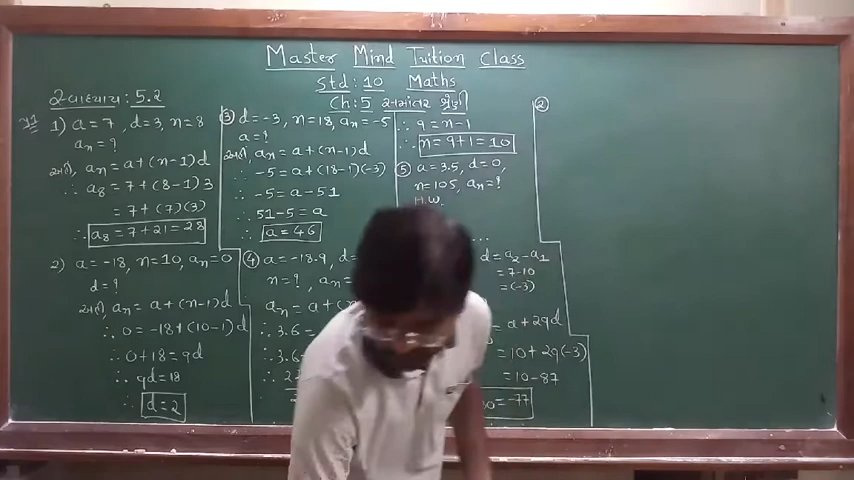 Master Mind Tuition Class
Std: 10 Maths
Ch: 5 સમાંતર શ્રેણી
સ્વાધ્યાય: 5.2
1) a = 7, d = 3, n = 8
an = ?
અહીં, an = a + (n-1) d
∴ a8 = 7 + (8-1) 3
= 7 + (7) (3)
∴ a8 = 7 + 21 = 28
2) a = -18, n = 10, an = 0
d = ?
અહીં, an = a + (n-1) d
∴ 0 = -18 + (10-1) d
∴ 0 + 18 = 9d
∴ 9d = 18
∴ d = 2
③ d = -3, n = 18, an = -5
a = ?
અહીં, an = a + (n-1) d
∴ -5 = a + (18-1) (-3)
∴ -5 = a - 51
∴ 51 - 5 = a
∴ a = 46
④ a = -18.9, d =
n = ?, an =
an = a + (n
∴ 3.6 =
∴ 3.6
∴ 9 = n - 1
∴ n = 9 + 1 = 10
⑤ a = 3.5, d = 0,
n = 105, an = ?
H.W.
...
d = a2 - a1
= 7 - 10
= (-3)
= a + 29d
= 10 + 29 (-3)
= 10 - 87
= -77
②